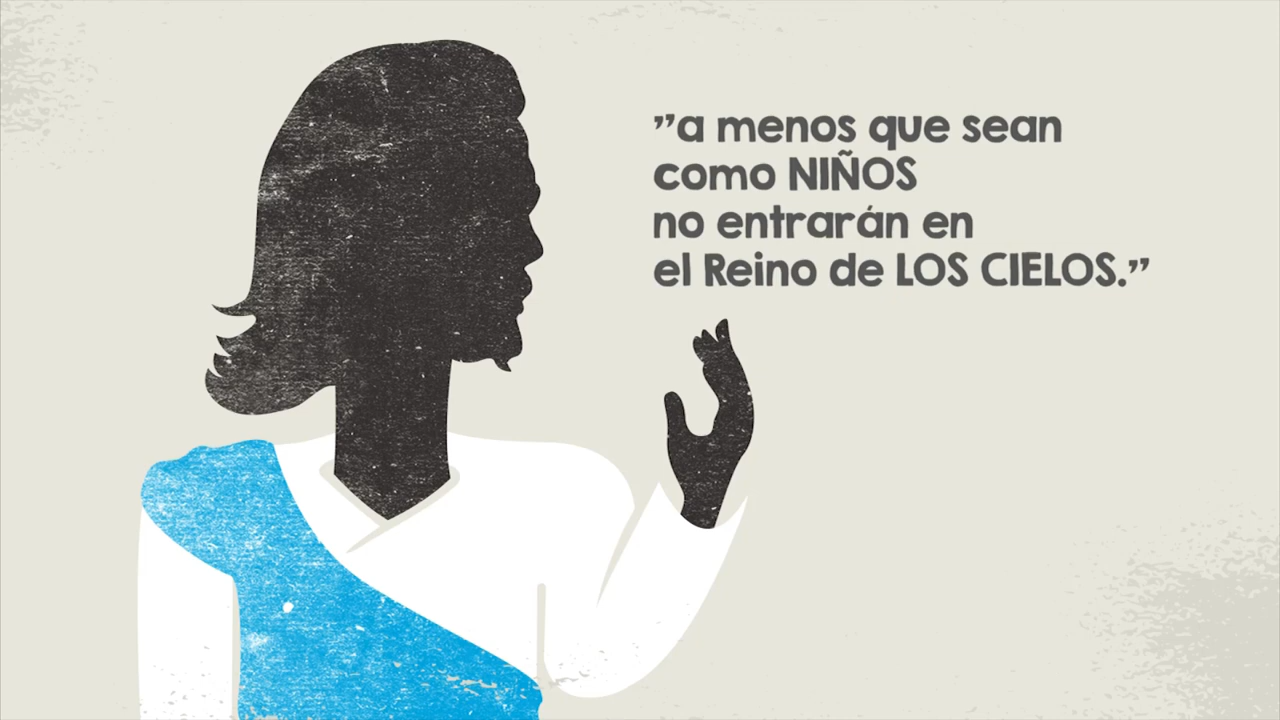 ”a menos que sean
como NIÑOS
no entrarán en
el Reino de LOS CIELOS.”